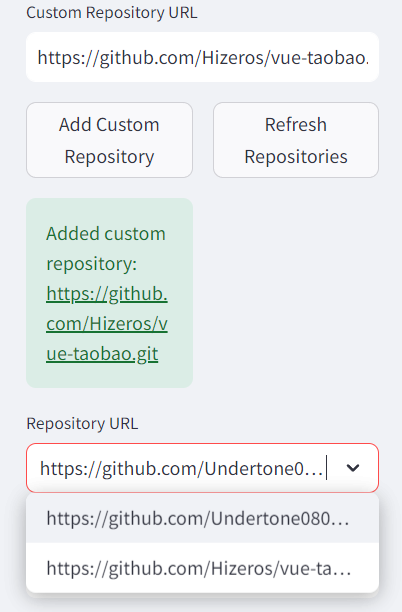 Custom Repository URL
https://github.com/Hizeros/vue-taobao.
Add Custom
Repository
Refresh
Repositories
Added custom
repository:
https://github.
com/Hizeros/v
ue-taobao.git
Repository URL
https://github.com/Undertone0...
https://github.com/Undertone080...
https://github.com/Hizeros/vue-ta...